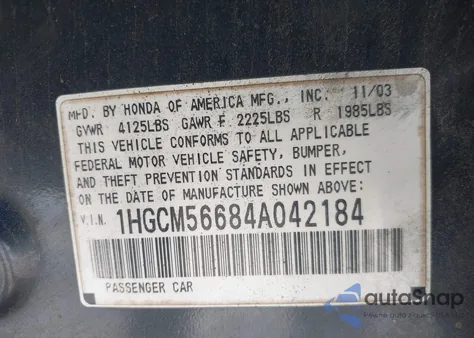 MFD. BY HONDA OF AMERICA MFG., INC. 11/03
GVWR 4125LBS GAWR F 2225LBS R 1985LBS
THIS VEHICLE CONFORMS TO ALL APPLICABLE
FEDERAL MOTOR VEHICLE SAFETY, BUMPER,
AND THEFT PREVENTION STANDARDS IN EFFECT
ON THE DATE OF MANUFACTURE SHOWN ABOVE:
V.I.N. 1HGCM56684A042184
PASSENGER CAR
autoSnap